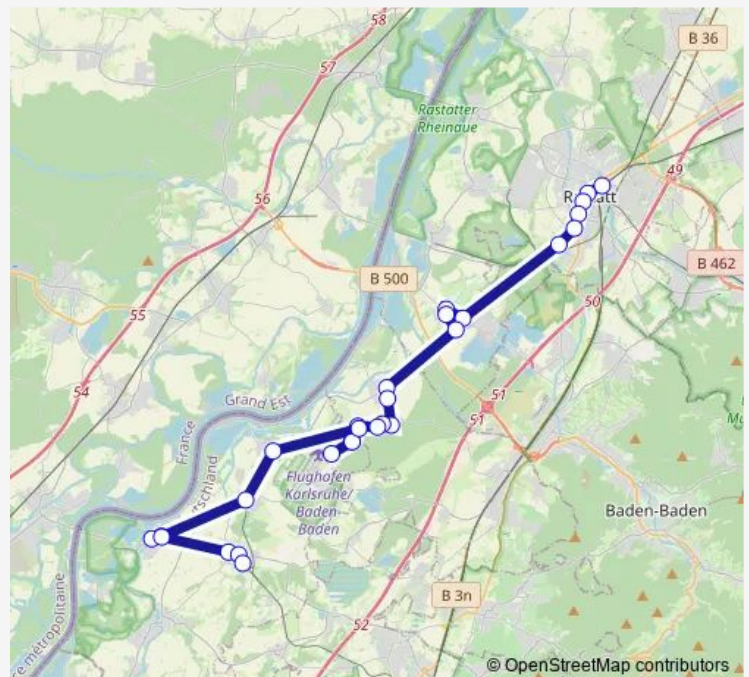 58
B 36
57
Rastatter
Rheinaue
49
56
B 462
B 500
50
55
54
Grand Est
51
51
France
Flughafen
Karlsruhe/
Baden-
Baden
Baden-Baden
B 3n
52
© OpenStreetMap contributors